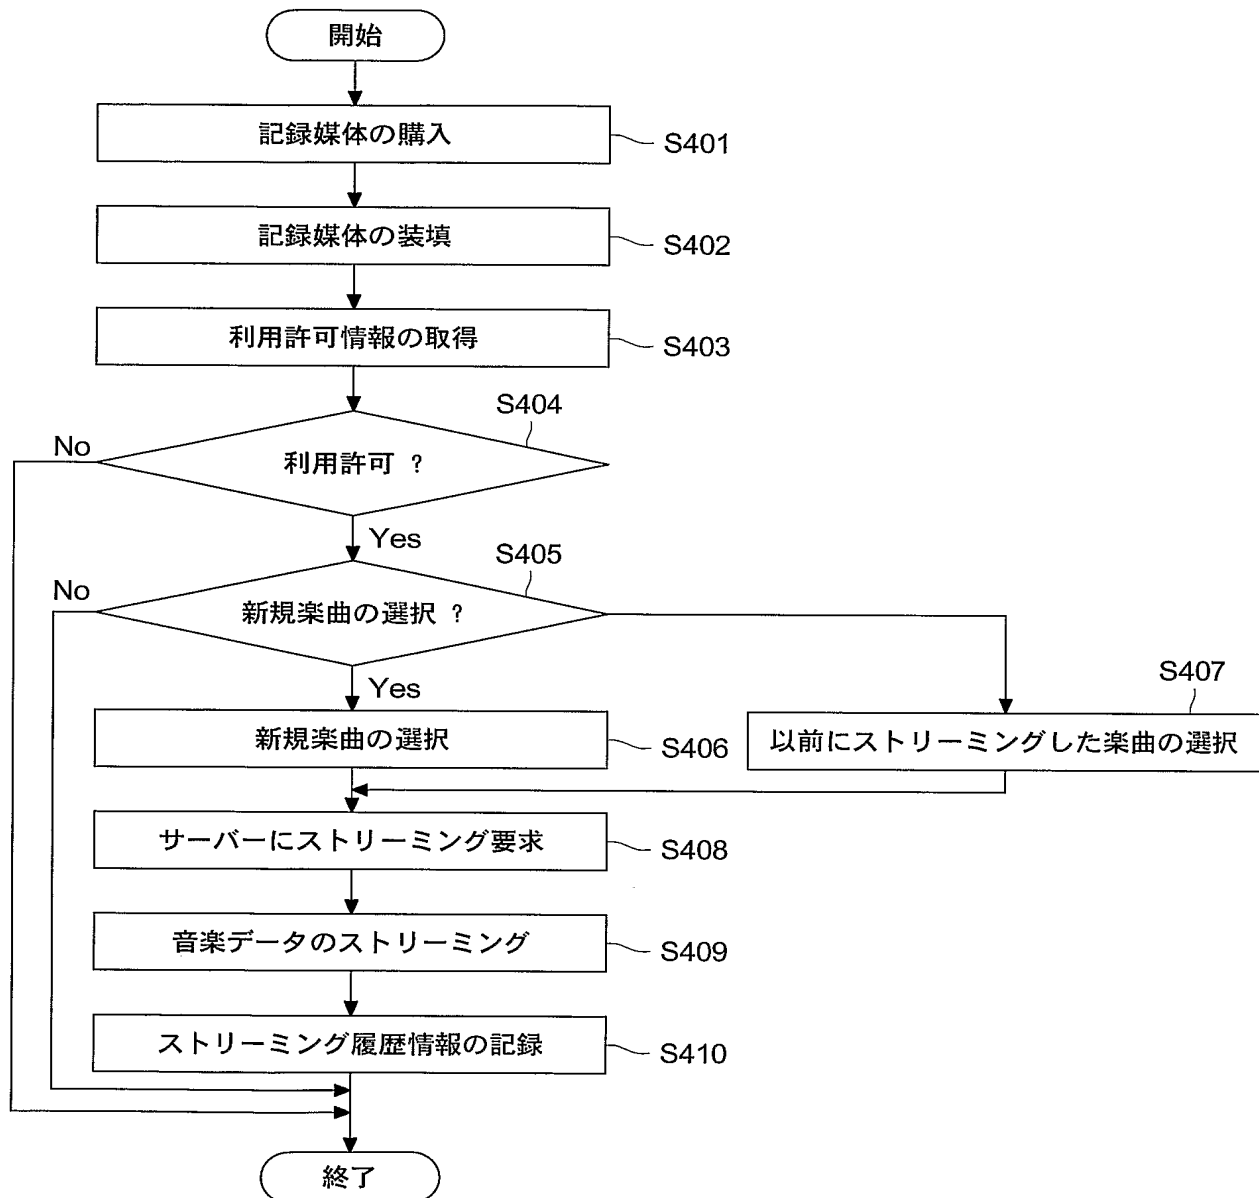 開始
記録媒体の購入
S401
記録媒体の装填
S402
利用許可情報の取得
S403
S404
No
利用許可 ?
Yes
S405
No
新規楽曲の選択 ?
Yes
S407
新規楽曲の選択
S406
以前にストリーミングした楽曲の選択
サーバーにストリーミング要求
S408
音楽データのストリーミング
S409
ストリーミング履歴情報の記録
S410
終了